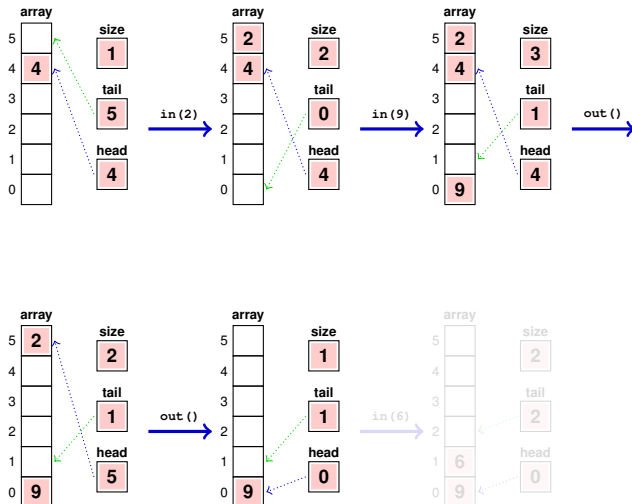 array array array
size size size
5 1 5 2 2 5 2 3
4 4 4 4 4 4
tail tail tail
3 5 3 0 3 1
in(2) in(9) out()
2 2 2
head head head
1 4 1 4 1 4
0 0 0 9
array array array
size size size
5 2 2 5 1 5 2
4 4 4
tail tail tail
3 1 3 1 3 2
out() in(6)
2 2 2
head head head
1 5 1 0 1 6 0
0 9 0 9 0 9